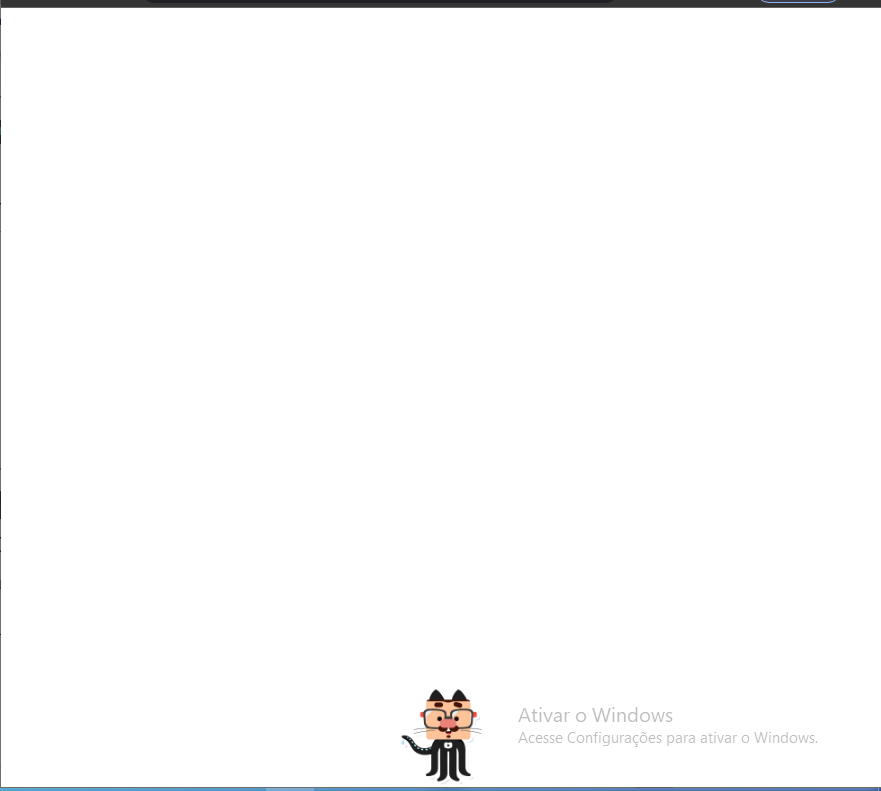 Ativar o Windows
Acesse Configurações para ativar o Windows.